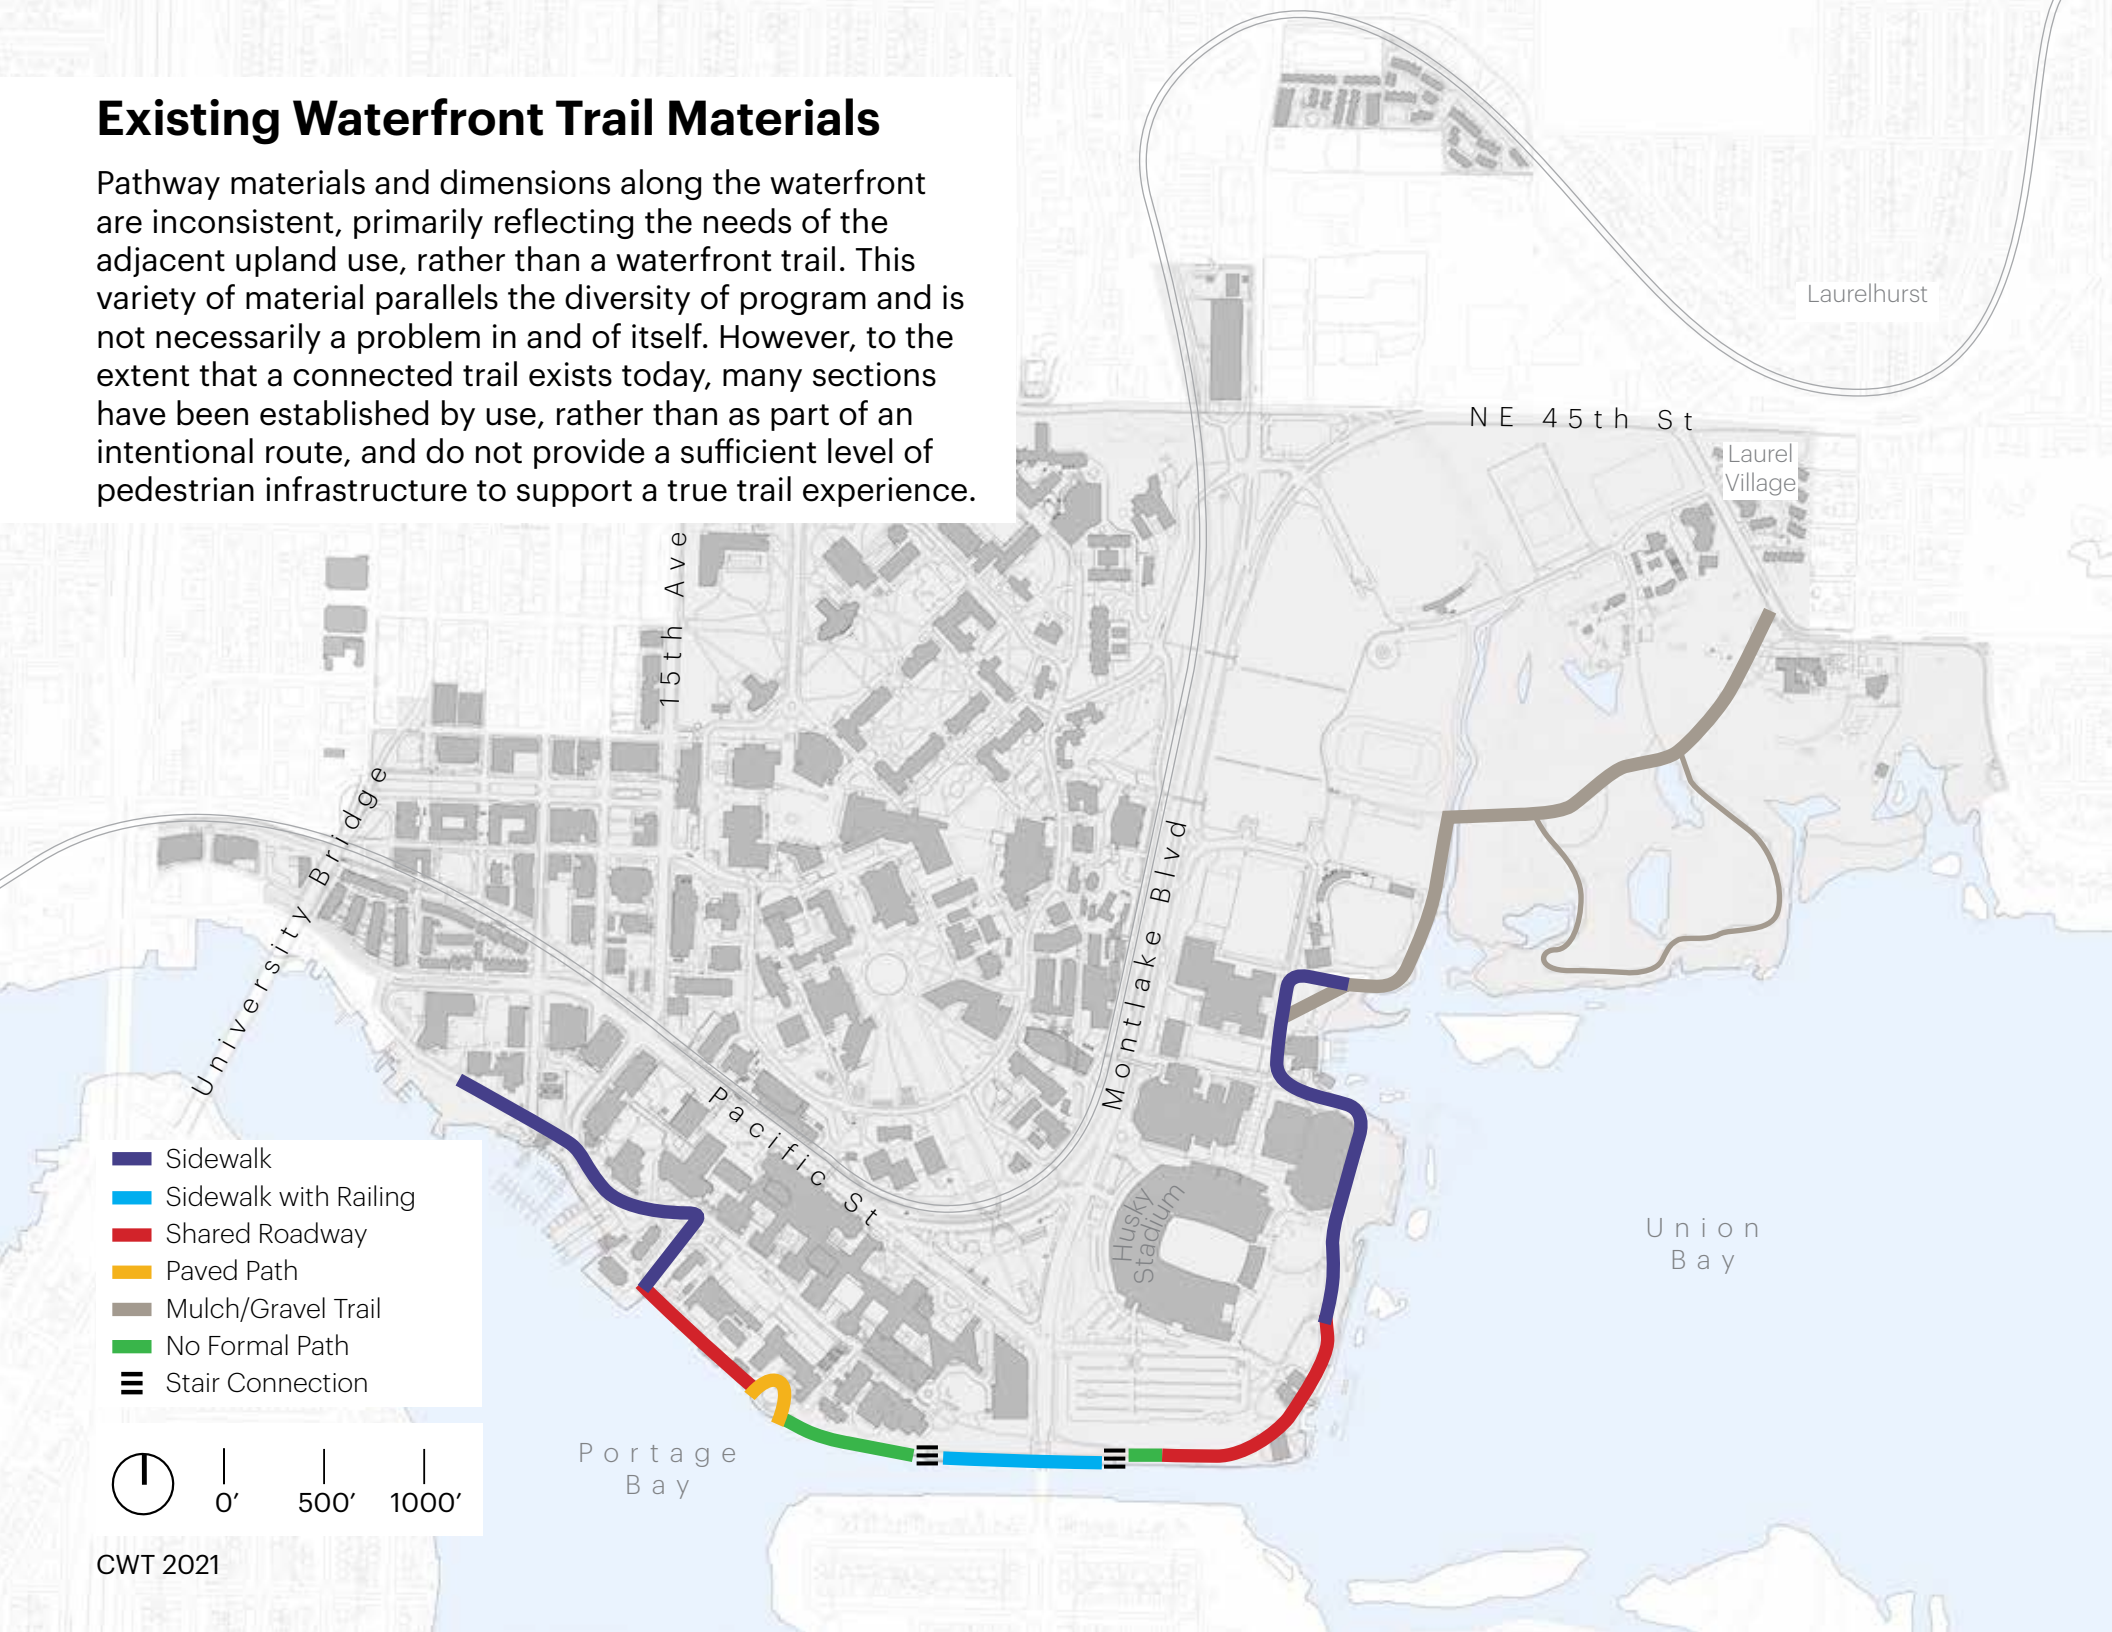 Existing Waterfront Trail Materials
Pathway materials and dimensions along the waterfront
are inconsistent, primarily reflecting the needs of the
adjacent upland use, rather than a waterfront trail. This
variety of material parallels the diversity of program and is
not necessarily a problem in and of itself. However, to the
extent that a connected trail exists today, many sections
have been established by use, rather than as part of an
intentional route, and do not provide a sufficient level of
pedestrian infrastructure to support a true trail experience.
Laurelhurst
NE 45th St
Laurel
Village
15th Ave
University Bridge
Montlake Blvd
Pacific St
Husky
Stadium
Union
Bay
Portage
Bay
Sidewalk
Sidewalk with Railing
Shared Roadway
Paved Path
Mulch/Gravel Trail
No Formal Path
Stair Connection
0' 500' 1000'
CWT 2021